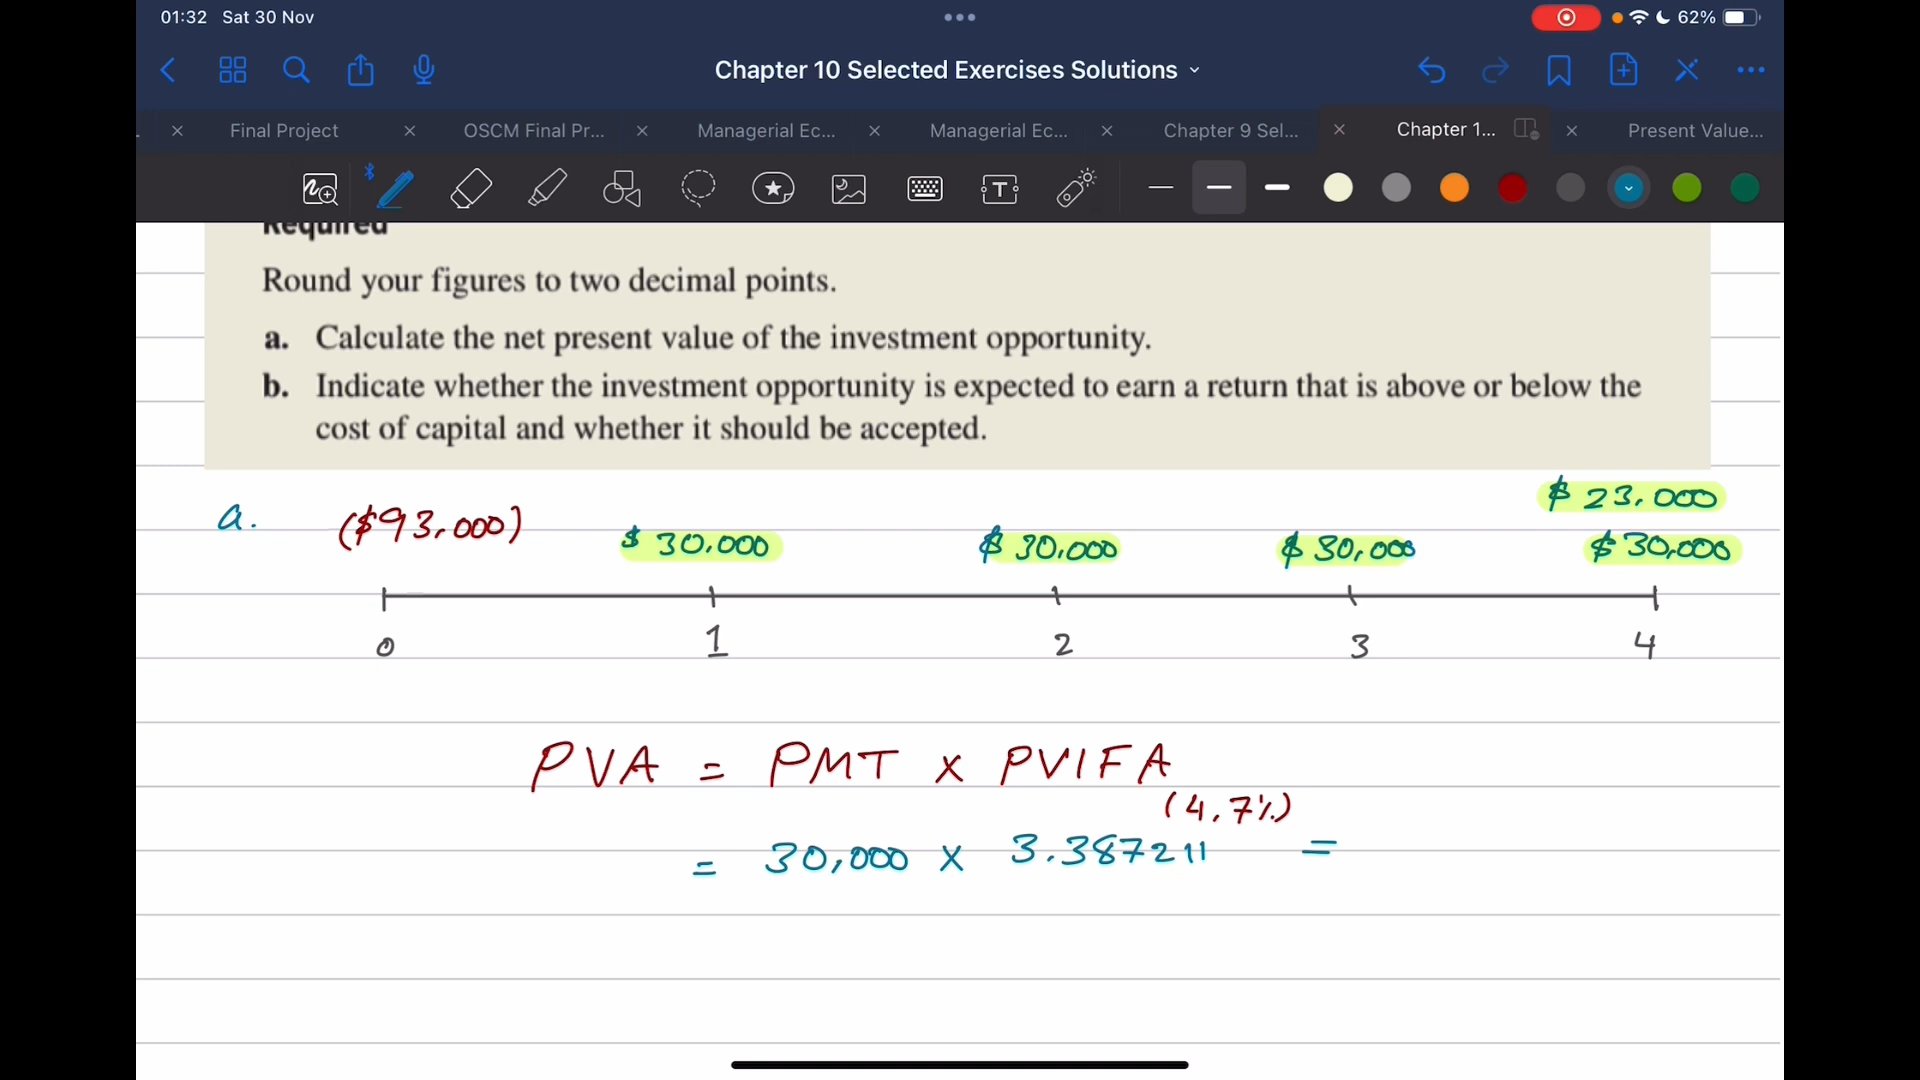 01:32 Sat 30 Nov
62%
Chapter 10 Selected Exercises Solutions
Final Project
OSCM Final Pr...
Managerial Ec...
Managerial Ec...
Chapter 9 Sel...
Chapter 1...
Present Value...
Required
Round your figures to two decimal points.
a. Calculate the net present value of the investment opportunity.
b. Indicate whether the investment opportunity is expected to earn a return that is above or below the
cost of capital and whether it should be accepted.
$ 23,000
a. ($93,000) $ 30,000 $ 30,000 $ 30,000 $ 30,000
0 1 2 3 4
PVA = PMT x PVIFA
(4,7%)
= 30,000 x 3.387211 =